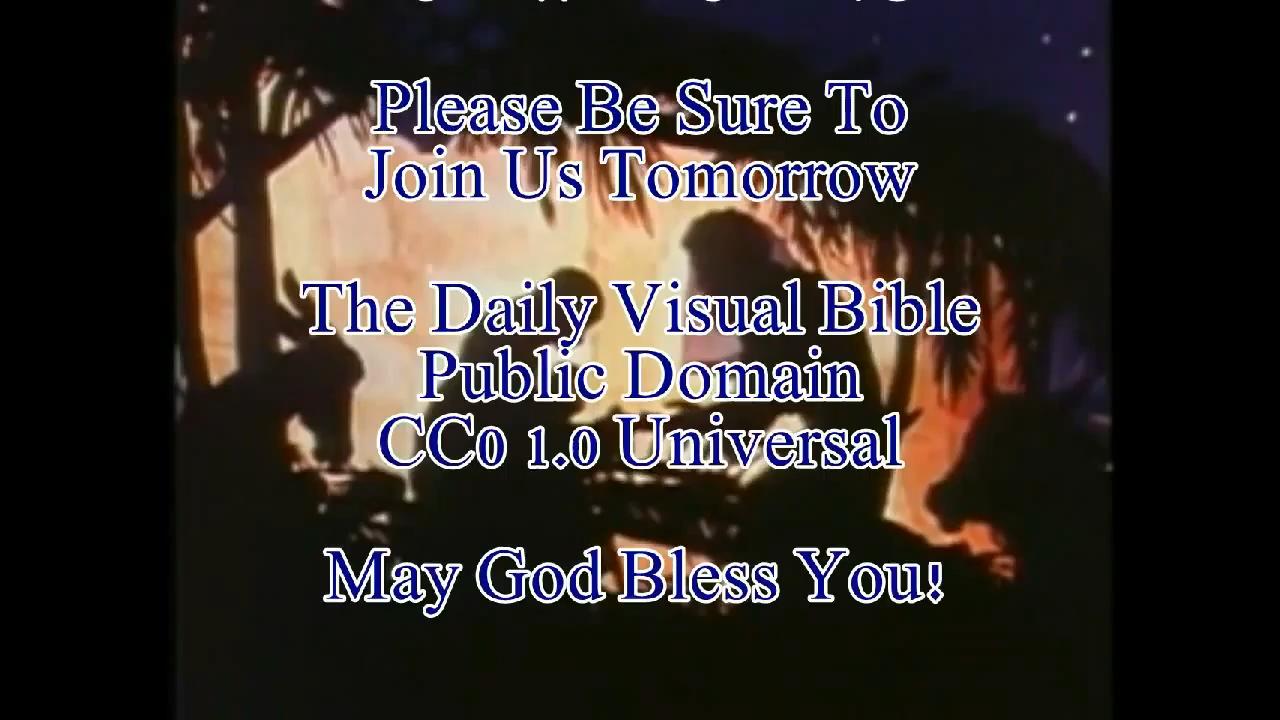 Please Be Sure To
Join Us Tomorrow
The Daily Visual Bible
Public Domain
CC0 1.0 Universal
May God Bless You!